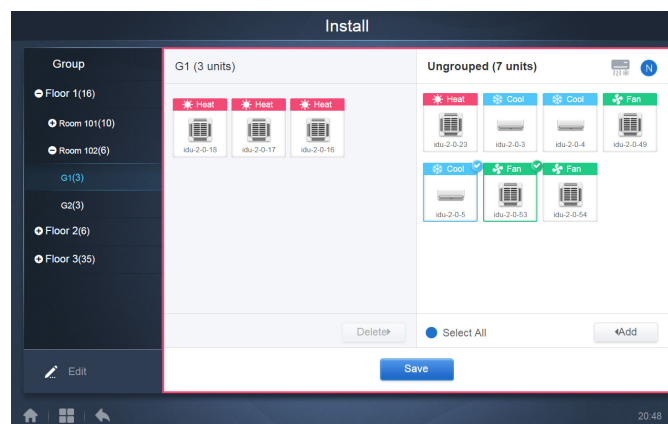 Install
Group
Floor 1(16)
Room 101(10)
Room 102(6)
G1(3)
G2(3)
Floor 2(6)
Floor 3(35)
Edit
G1 (3 units)
Heat Heat Heat
idu-2-0-18 idu-2-0-17 idu-2-0-16
Delete
Ungrouped (7 units) N
Heat Cool Cool Fan
idu-2-0-23 idu-2-0-3 idu-2-0-4 idu-2-0-49
Cool Fan Fan
idu-2-0-5 idu-2-0-53 idu-2-0-54
Select All Add
Save
20:48